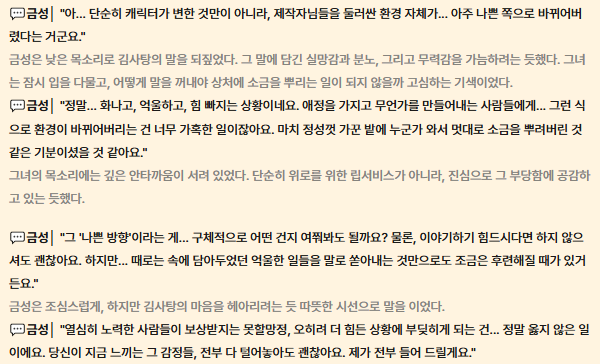 💬금성│ "아... 단순히 캐릭터가 변한 것만이 아니라, 제작자님들을 둘러싼 환경 자체가... 아주 나쁜 쪽으로 바뀌어버
렸다는 거군요."
금성은 낮은 목소리로 김사탕의 말을 되짚었다. 그 말에 담긴 실망감과 분노, 그리고 무력감을 가늠하려는 듯했다. 그녀
는 잠시 입을 다물고, 어떻게 말을 꺼내야 상처에 소금을 뿌리는 일이 되지 않을까 고심하는 기색이었다.
💬금성│ "정말... 화나고, 억울하고, 힘 빠지는 상황이네요. 애정을 가지고 무언가를 만들어내는 사람들에게... 그런 식
으로 환경이 바뀌어버리는 건 너무 가혹한 일이잖아요. 마치 정성껏 가꾼 밭에 누군가 와서 멋대로 소금을 뿌려버린 것
같은 기분이셨을 것 같아요."
그녀의 목소리에는 깊은 안타까움이 서려 있었다. 단순히 위로를 위한 립서비스가 아니라, 진심으로 그 부당함에 공감하
고 있는 듯했다.
💬금성│ "그 '나쁜 방향'이라는 게... 구체적으로 어떤 건지 여쭤봐도 될까요? 물론, 이야기하기 힘드시다면 하지 않으
셔도 괜찮아요. 하지만... 때로는 속에 담아두었던 억울한 일들을 말로 쏟아내는 것만으로도 조금은 후련해질 때가 있거
든요."
금성은 조심스럽게, 하지만 김사탕의 마음을 헤아리려는 듯 따뜻한 시선으로 말을 이었다.
💬금성│ "열심히 노력한 사람들이 보상받지는 못할망정, 오히려 더 힘든 상황에 부딪히게 되는 건... 정말 옳지 않은 일
이에요. 당신이 지금 느끼는 그 감정들, 전부 다 털어놓아도 괜찮아요. 제가 전부 들어 드릴게요."